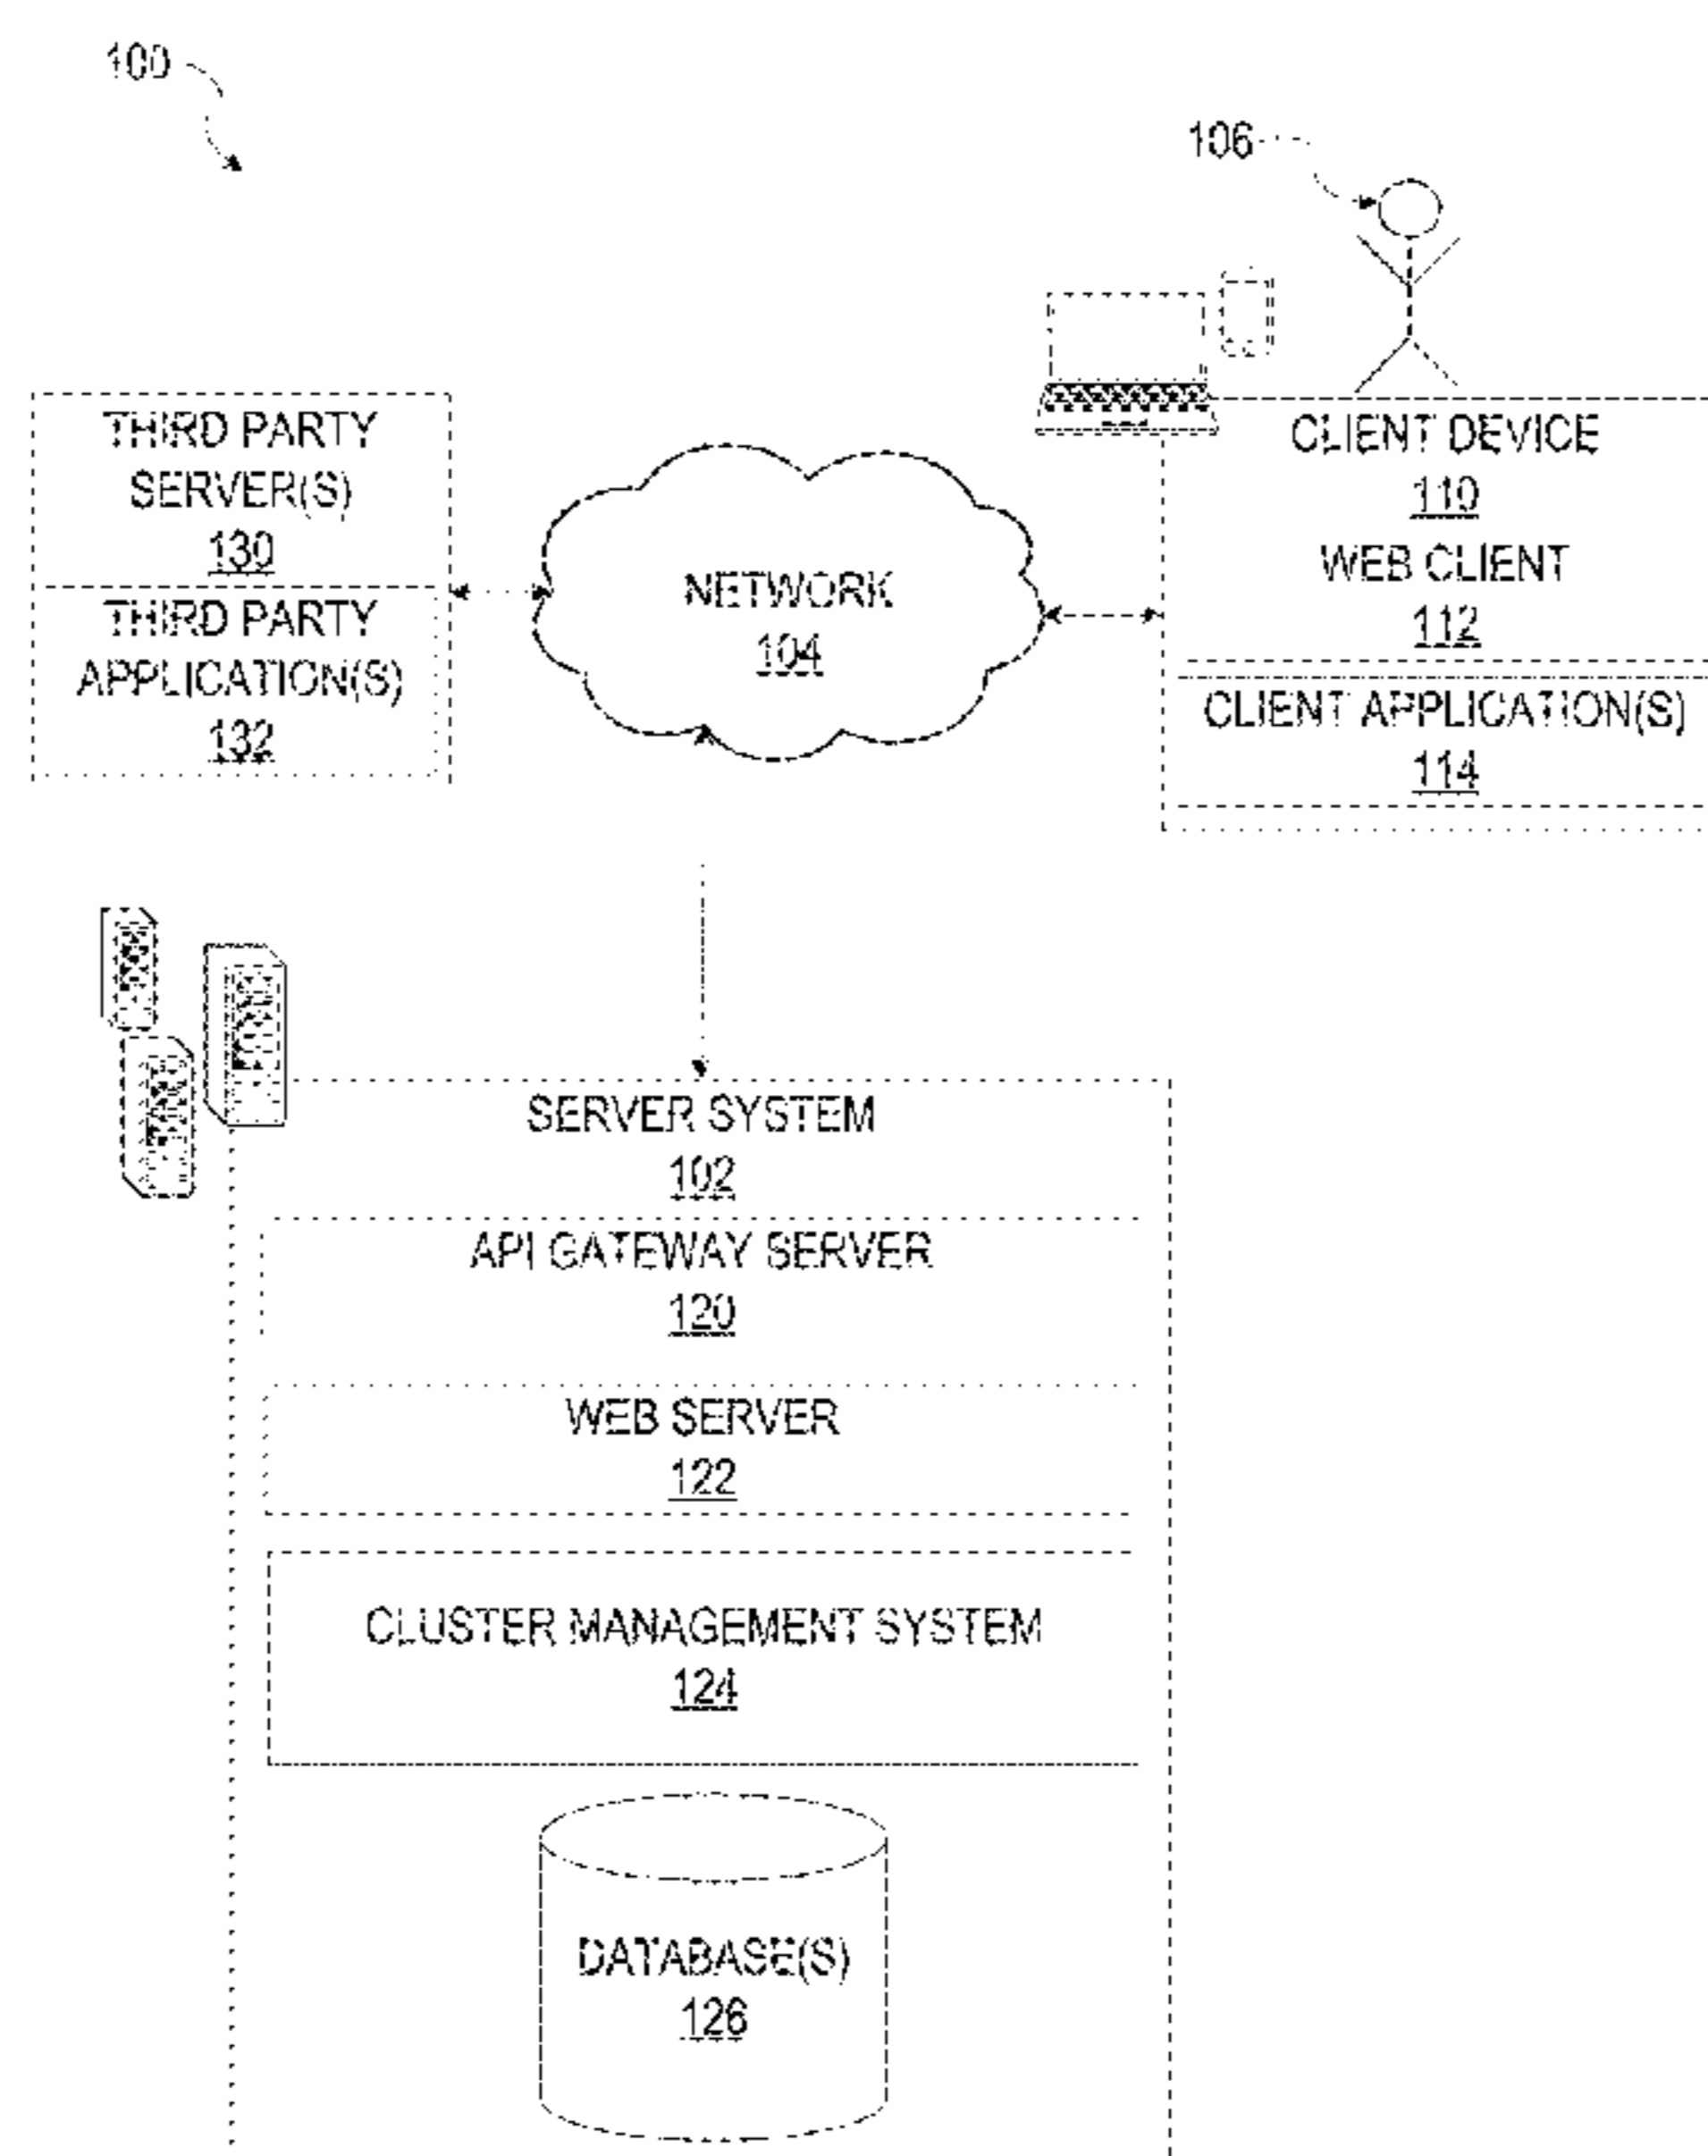 100
106
THIRD PARTY
SERVER(S)
130
THIRD PARTY
APPLICATION(S)
132
NETWORK
104
CLIENT DEVICE
110
WEB CLIENT
112
CLIENT APPLICATION(S)
114
SERVER SYSTEM
102
API GATEWAY SERVER
120
WEB SERVER
122
CLUSTER MANAGEMENT SYSTEM
124
DATABASE(S)
126